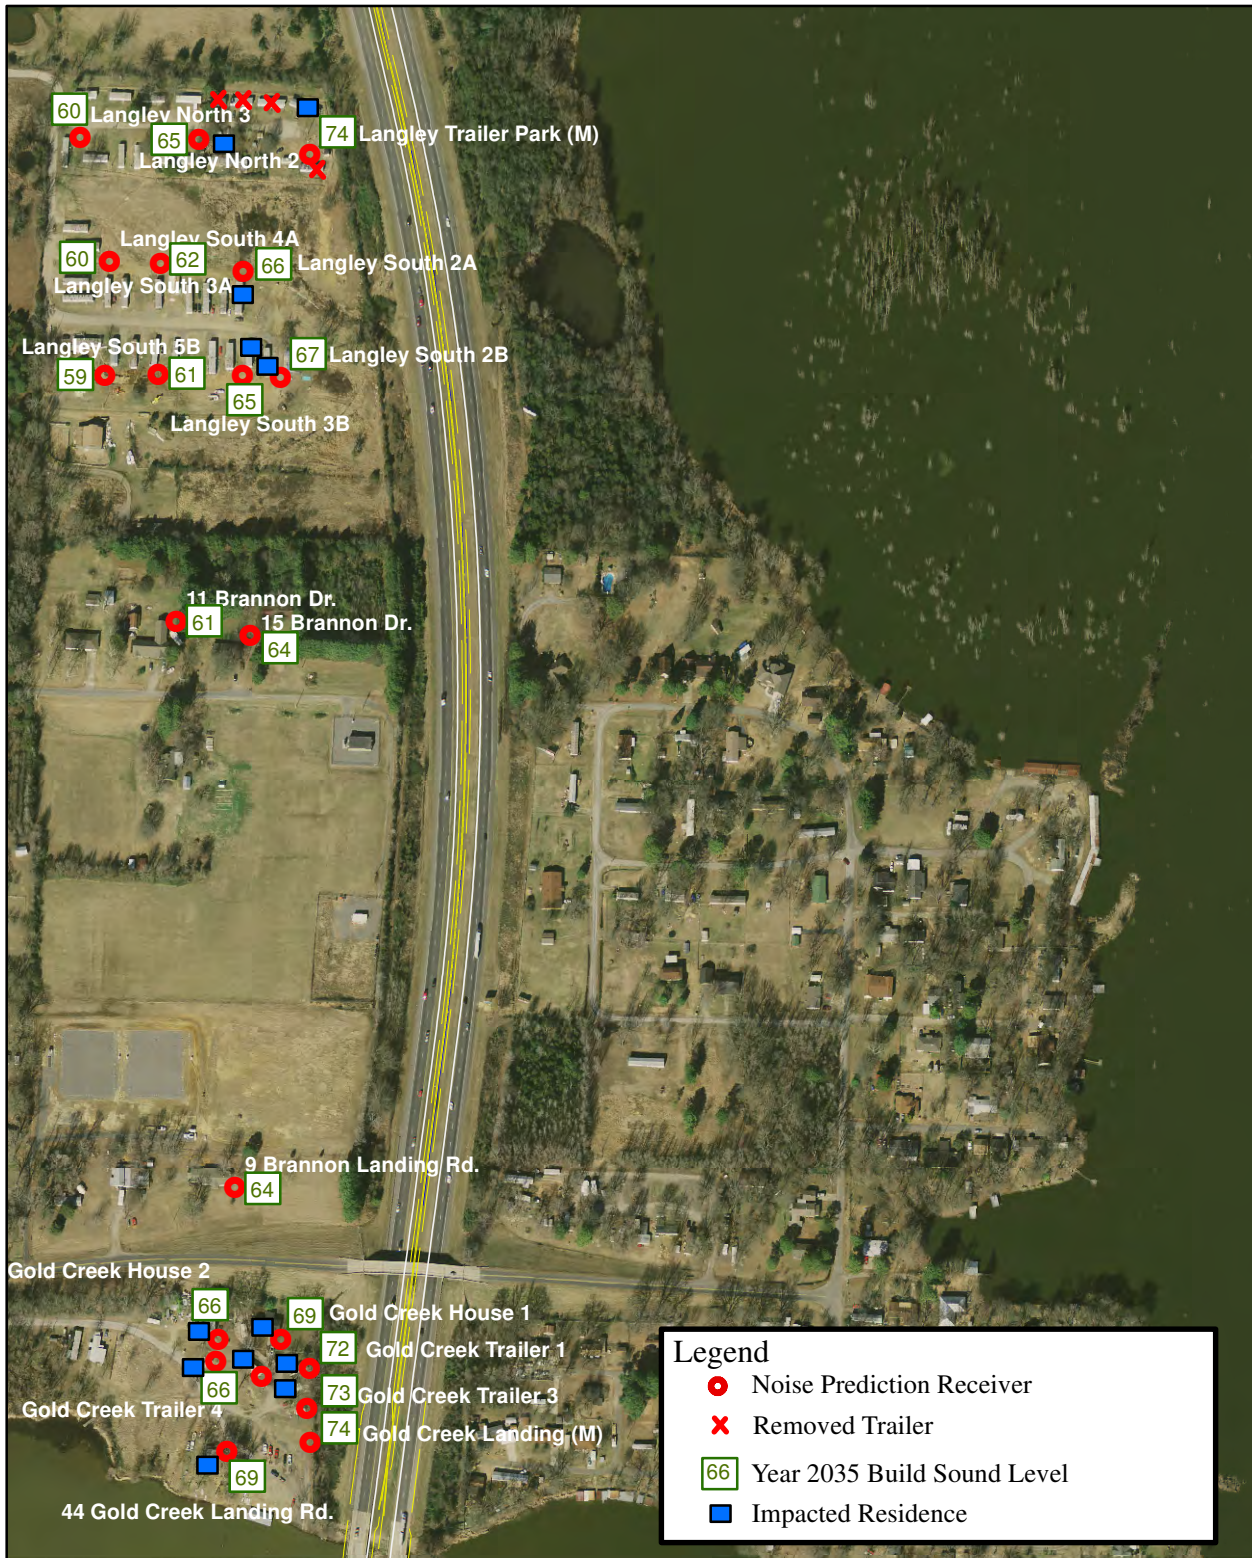 60 Langley North 3
65
74 Langley Trailer Park (M)
Langley North 2
Langley South 4A
60
62
66 Langley South 2A
Langley South 3A
Langley South 5B
59
61
67 Langley South 2B
65
Langley South 3B
11 Brannon Dr.
61
15 Brannon Dr.
64
9 Brannon Landing Rd.
64
Gold Creek House 2
66
69 Gold Creek House 1
72 Gold Creek Trailer 1
66
73 Gold Creek Trailer 3
Gold Creek Trailer 4
74 Gold Creek Landing (M)
69
44 Gold Creek Landing Rd.
Legend
Noise Prediction Receiver
Removed Trailer
66 Year 2035 Build Sound Level
Impacted Residence